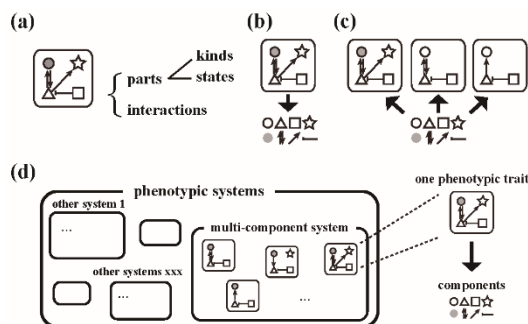 (a)
kinds
parts
states
interactions
(b)
(c)
(d)
phenotypic systems
other system 1
...
other systems xxx
...
multi-component system
...
one phenotypic trait
components